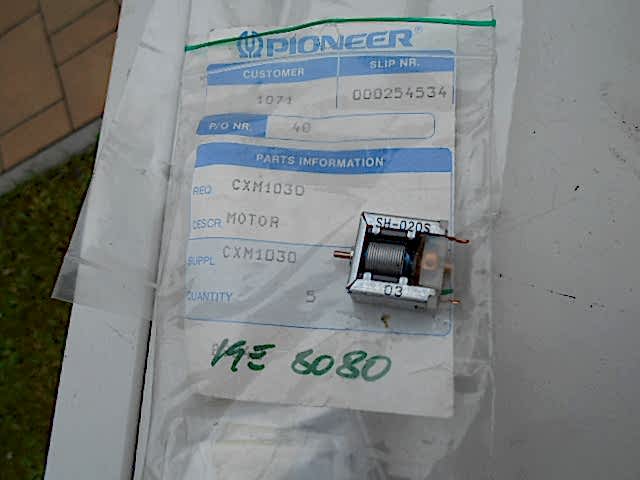 PIONEER®
CUSTOMER SLIP NR.
1071 000254534
P/O NR. 40
PARTS INFORMATION
REQ CXM1030
DESCR. MOTOR
SUPPL CXM1030
QUANTITY 5
SH-020S
03
8080